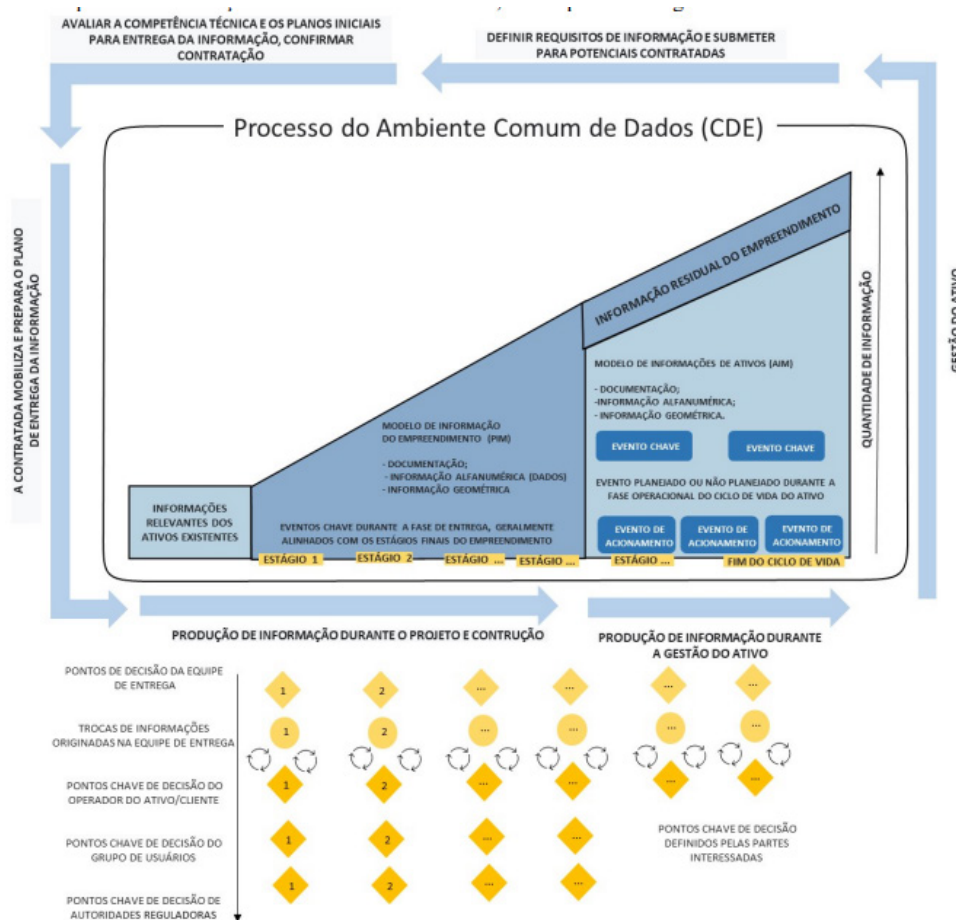 AVALIAR A COMPETÊNCIA TÉCNICA E OS PLANOS INICIAIS
PARA ENTREGA DA INFORMAÇÃO, CONFIRMAR
CONTRATAÇÃO
DEFINIR REQUISITOS DE INFORMAÇÃO E SUBMETER
PARA POTENCIAIS CONTRATADAS
Processo do Ambiente Comum de Dados (CDE)
A CONTRATADA MOBILIZA E PREPARA O PLANO
DE ENTREGA DA INFORMAÇÃO
GESTÃO DO ATIVO
QUANTIDADE DE INFORMAÇÃO
INFORMAÇÃO RESIDUAL DO EMPREENDIMENTO
MODELO DE INFORMAÇÕES DE ATIVOS (AIM)
- DOCUMENTAÇÃO;
-INFORMAÇÃO ALFANUMÉRICA;
- INFORMAÇÃO GEOMÉTRICA.
EVENTO CHAVE
EVENTO CHAVE
EVENTO PLANEJADO OU NÃO PLANEJADO DURANTE A
FASE OPERACIONAL DO CICLO DE VIDA DO ATIVO
EVENTO DE
ACIONAMENTO
EVENTO DE
ACIONAMENTO
EVENTO DE
ACIONAMENTO
MODELO DE INFORMAÇÃO
DO EMPREENDIMENTO (PIM)
- DOCUMENTAÇÃO;
- INFORMAÇÃO ALFANUMÉRICA (DADOS)
- INFORMAÇÃO GEOMÉTRICA
INFORMAÇÕES
RELEVANTES DOS
ATIVOS EXISTENTES
EVENTOS CHAVE DURANTE A FASE DE ENTREGA, GERALMENTE
ALINHADOS COM OS ESTÁGIOS FINAIS DO EMPREENDIMENTO
ESTÁGIO 1
ESTÁGIO 2
ESTÁGIO ...
ESTÁGIO ...
ESTÁGIO ...
FIM DO CICLO DE VIDA
PRODUÇÃO DE INFORMAÇÃO DURANTE O PROJETO E CONTRUÇÃO
PRODUÇÃO DE INFORMAÇÃO DURANTE
A GESTÃO DO ATIVO
PONTOS DE DECISÃO DA EQUIPE
DE ENTREGA
1 2 ... ... ... ...
TROCAS DE INFORMAÇÕES
ORIGINADAS NA EQUIPE DE ENTREGA
1 2 ... ... ... ...
PONTOS CHAVE DE DECISÃO DO
OPERADOR DO ATIVO/CLIENTE
1 2 ... ... ... ...
PONTOS CHAVE DE DECISÃO DO
GRUPO DE USUÁRIOS
1 2 ... ...
PONTOS CHAVE DE DECISÃO
DEFINIDOS PELAS PARTES
INTERESSADAS
PONTOS CHAVE DE DECISÃO DE
AUTORIDADES REGULADORAS
1 2 ... ...